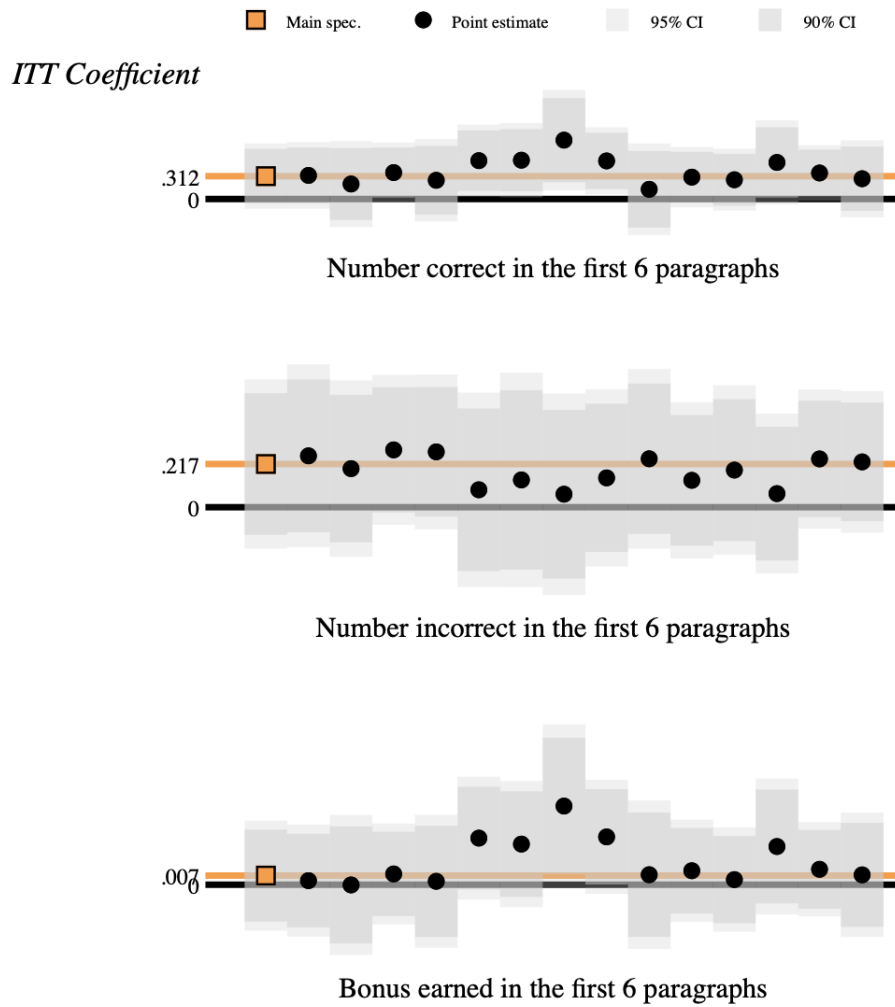 Main spec. Point estimate 95% CI 90% CI
ITT Coefficient
.312
0
Number correct in the first 6 paragraphs
.217
0
Number incorrect in the first 6 paragraphs
.007
0
Bonus earned in the first 6 paragraphs